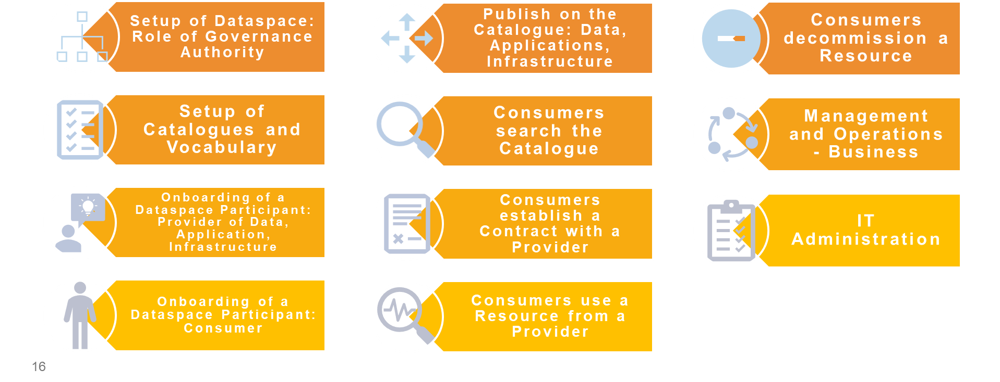 Setup of Dataspace:
Role of Governance
Authority
Setup of
Catalogues and
Vocabulary
Onboarding of a
Dataspace Participant:
Provider of Data,
Application,
Infrastructure
Onboarding of a
Dataspace Participant:
Consumer
Publish on the
Catalogue: Data,
Applications,
Infrastructure
Consumers
search the
Catalogue
Consumers
establish a
Contract with a
Provider
Consumers use a
Resource from a
Provider
Consumers
decommission a
Resource
Management
and Operations
- Business
IT
Administration
16